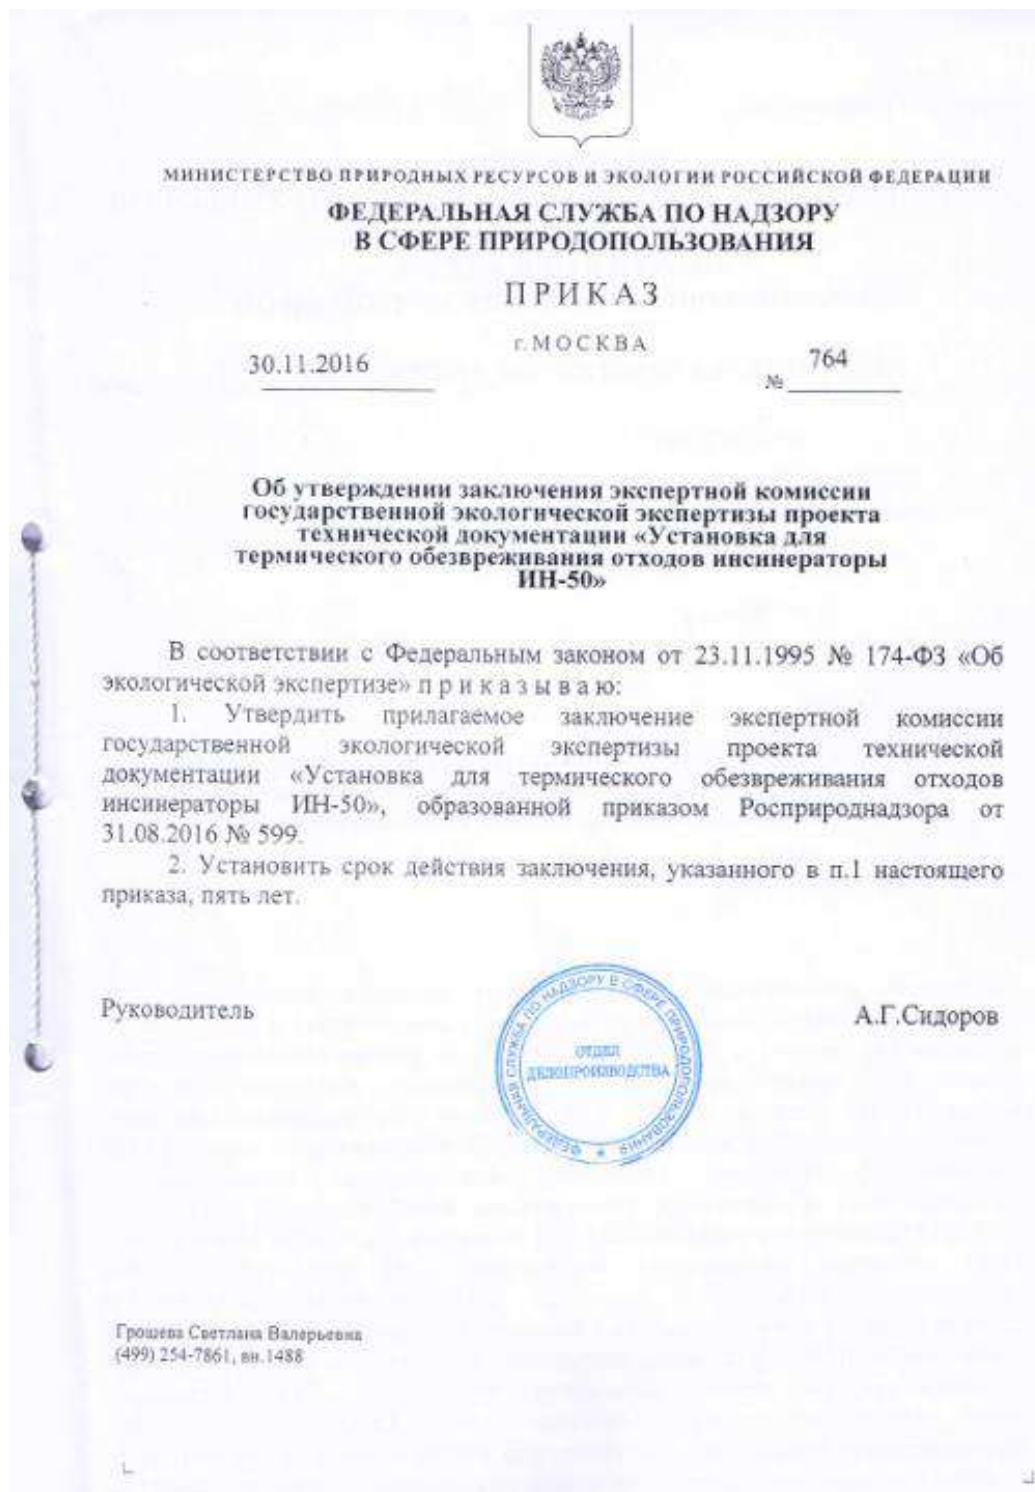 МИНИСТЕРСТВО ПРИРОДНЫХ РЕСУРСОВ И ЭКОЛОГИИ РОССИЙСКОЙ ФЕДЕРАЦИИ
ФЕДЕРАЛЬНАЯ СЛУЖБА ПО НАДЗОРУ
В СФЕРЕ ПРИРОДОПОЛЬЗОВАНИЯ
ПРИКАЗ
г.МОСКВА
30.11.2016
№ 764
Об утверждении заключения экспертной комиссии
государственной экологической экспертизы проекта
технической документации «Установка для
термического обезвреживания отходов инсинераторы
ИН-50»
В соответствии с Федеральным законом от 23.11.1995 № 174-ФЗ «Об
экологической экспертизе» п р и к а з ы в а ю:
1. Утвердить прилагаемое заключение экспертной комиссии
государственной экологической экспертизы проекта технической
документации «Установка для термического обезвреживания отходов
инсинераторы ИН-50», образованной приказом Росприроднадзора от
31.08.2016 № 599.
2. Установить срок действия заключения, указанного в п.1 настоящего
приказа, пять лет.
Руководитель
ФЕДЕРАЛЬНАЯ СЛУЖБА ПО НАДЗОРУ В СФЕРЕ ПРИРОДОПОЛЬЗОВАНИЯ
ОТДЕЛ
ДЕЛОПРОИЗВОДСТВА
А.Г.Сидоров
Грошева Светлана Валерьевна
(499) 254-7861, вн.1488